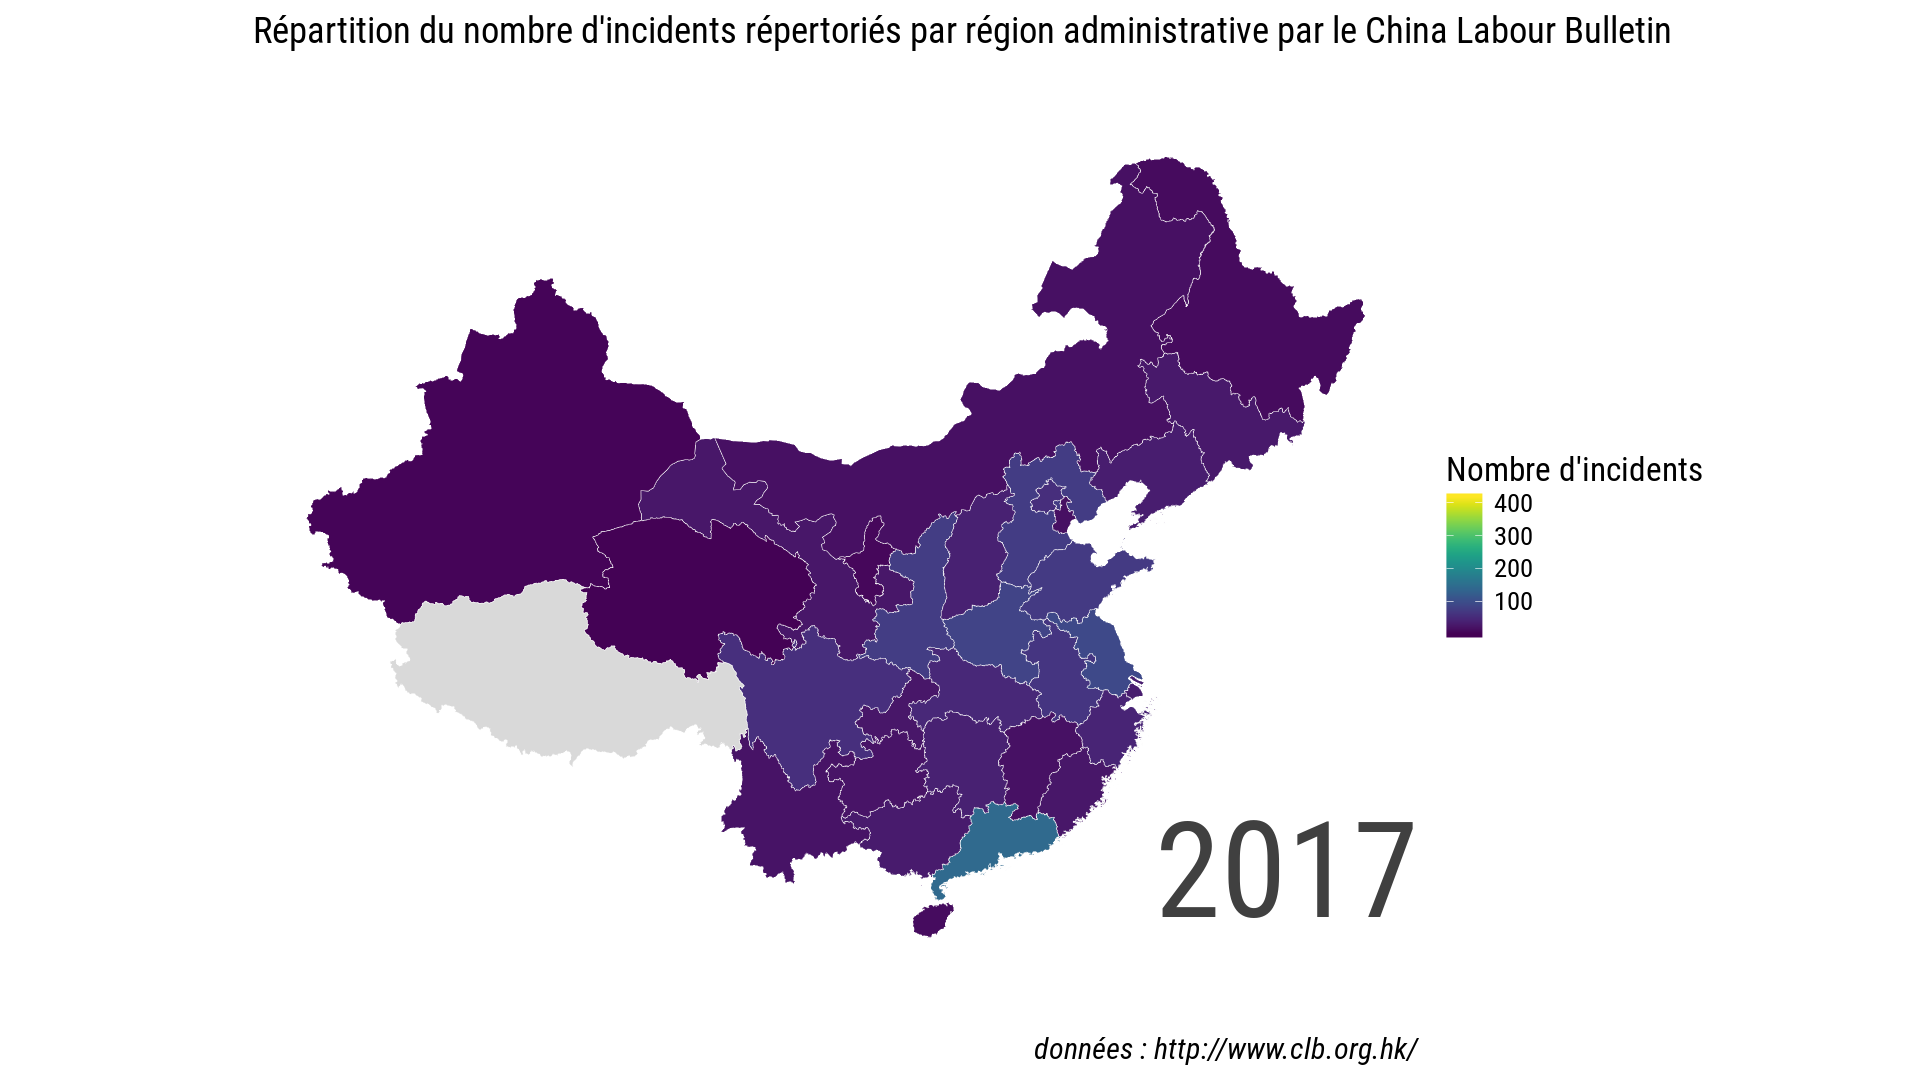 Répartition du nombre d'incidents répertoriés par région administrative par le China Labour Bulletin
Nombre d'incidents
400
300
200
100
2017
données : http://www.clb.org.hk/